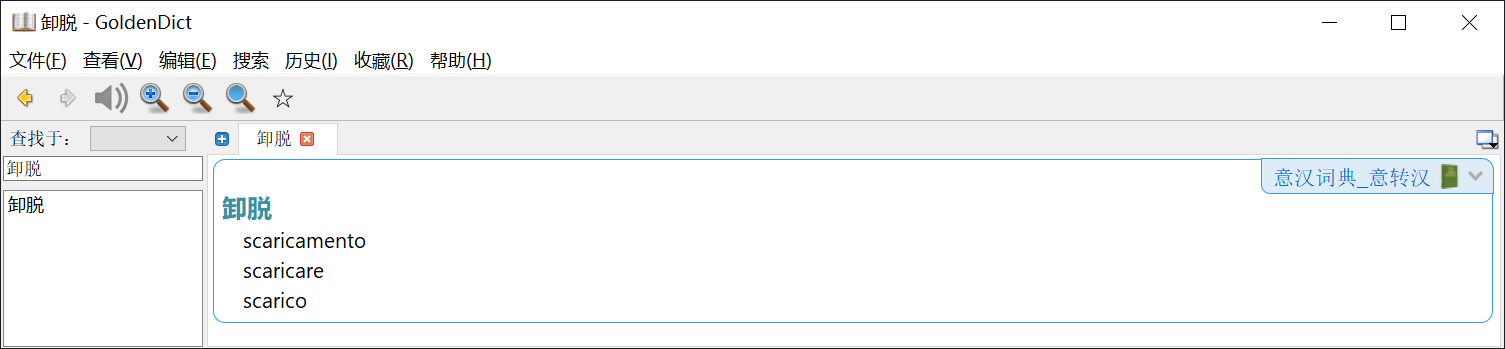 卸脱 - GoldenDict
文件(F) 查看(V) 编辑(E) 搜索 历史(I) 收藏(R) 帮助(H)
查找于： 卸脱
卸脱
意汉词典_意转汉
卸脱
卸脱
scaricamento
scaricare
scarico